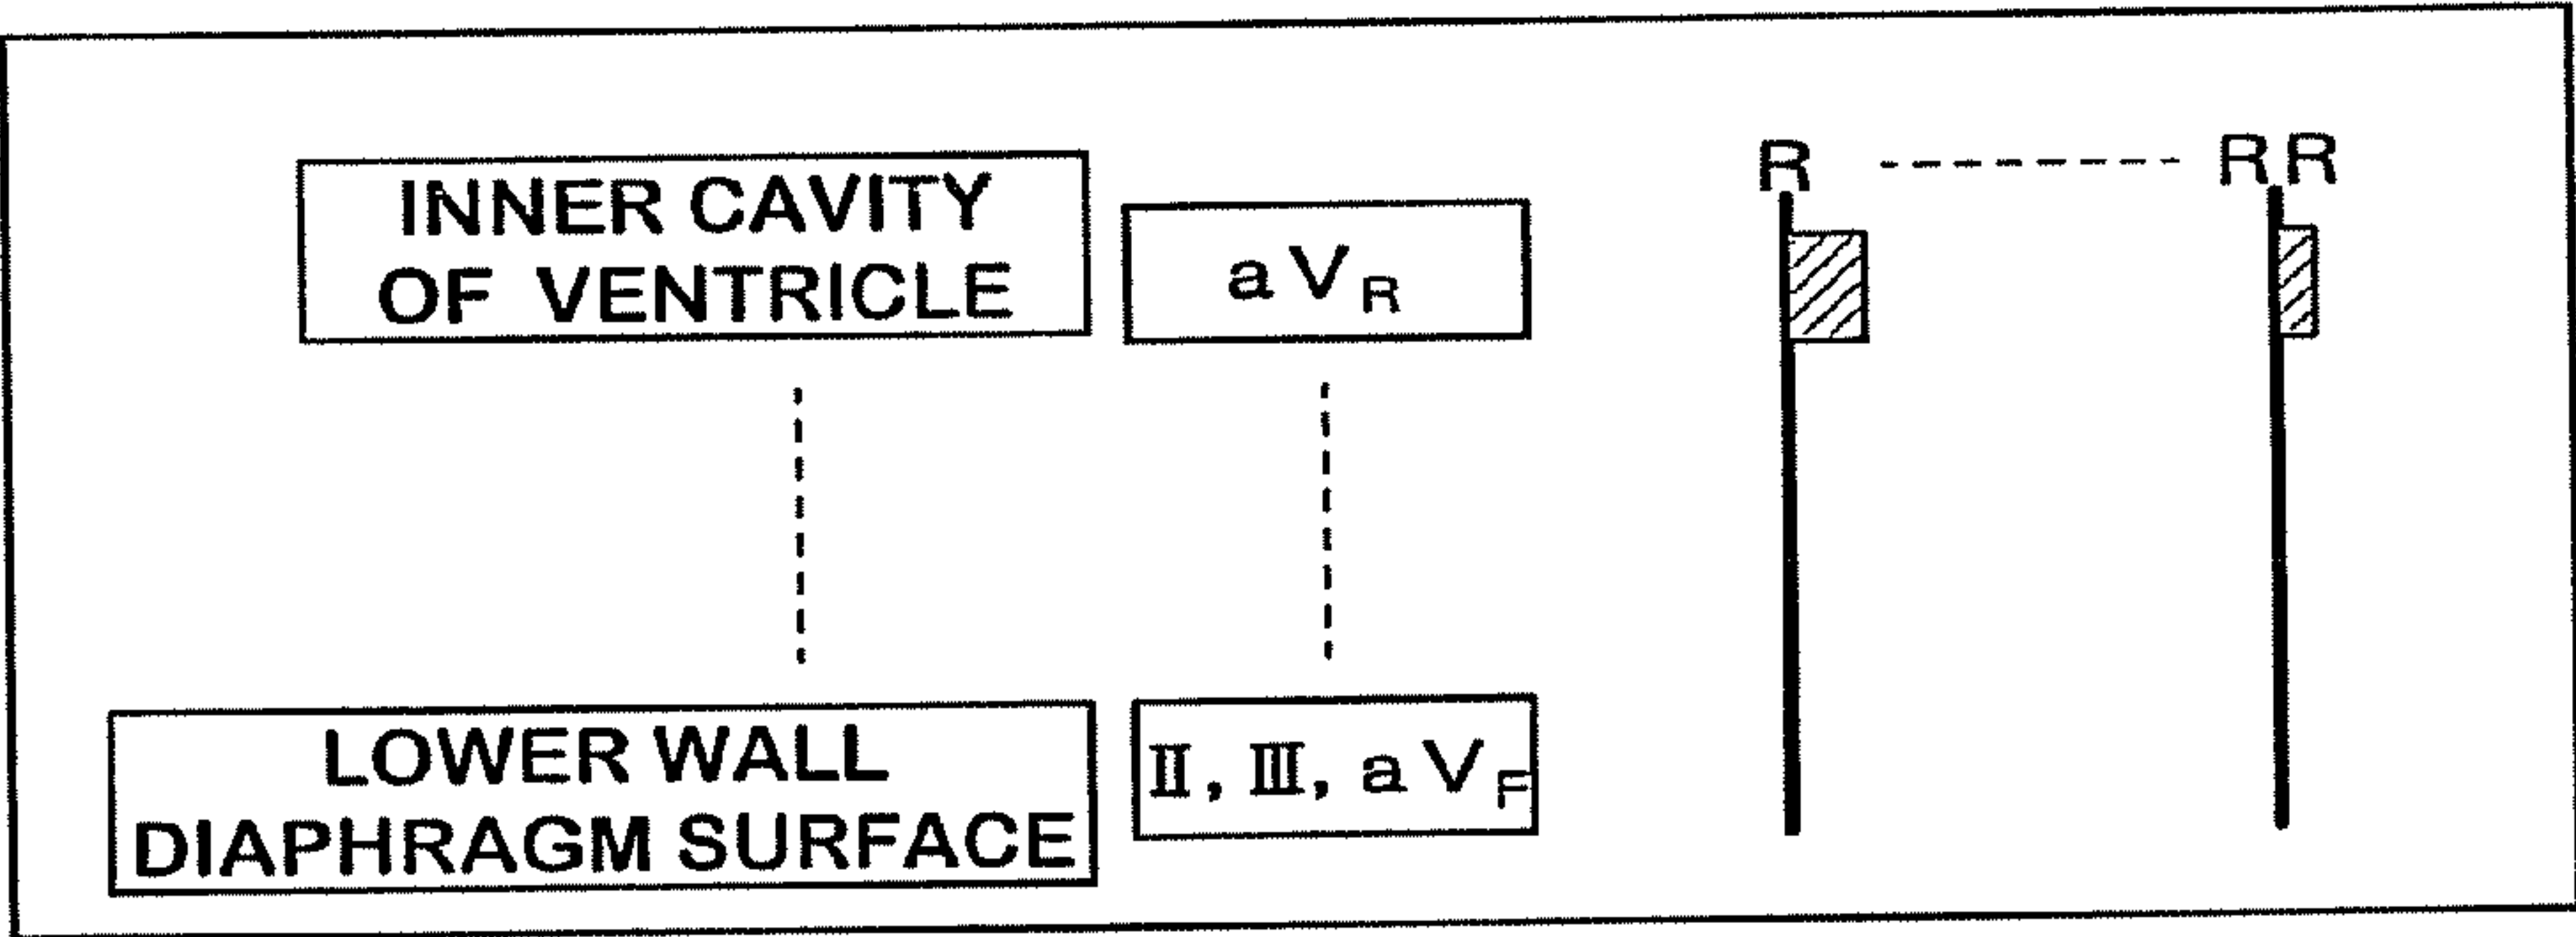 INNER CAVITY
OF VENTRICLE
aVR
R
RR
LOWER WALL
DIAPHRAGM SURFACE
II, III, aVF